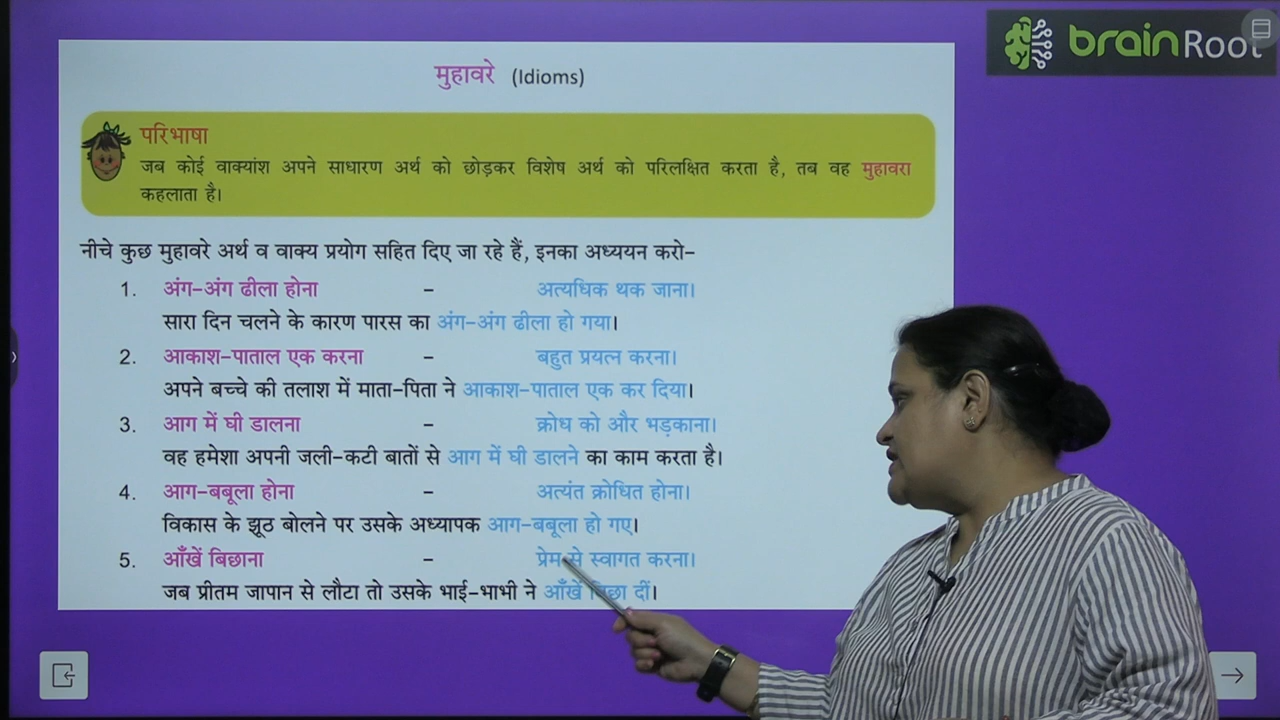 brainRoot
मुहावरे (Idioms)
परिभाषा
जब कोई वाक्यांश अपने साधारण अर्थ को छोड़कर विशेष अर्थ को परिलक्षित करता है, तब वह मुहावरा
कहलाता है।
नीचे कुछ मुहावरे अर्थ व वाक्य प्रयोग सहित दिए जा रहे हैं, इनका अध्ययन करो–
1. अंग–अंग ढीला होना – अत्यधिक थक जाना।
सारा दिन चलने के कारण पारस का अंग–अंग ढीला हो गया।
2. आकाश–पाताल एक करना – बहुत प्रयत्न करना।
अपने बच्चे की तलाश में माता–पिता ने आकाश–पाताल एक कर दिया।
3. आग में घी डालना – क्रोध को और भड़काना।
वह हमेशा अपनी जली–कटी बातों से आग में घी डालने का काम करता है।
4. आग–बबूला होना – अत्यंत क्रोधित होना।
विकास के झूठ बोलने पर उसके अध्यापक आग–बबूला हो गए।
5. आँखें बिछाना – प्रेम से स्वागत करना।
जब प्रीतम जापान से लौटा तो उसके भाई–भाभी ने आँखें बिछा दीं।